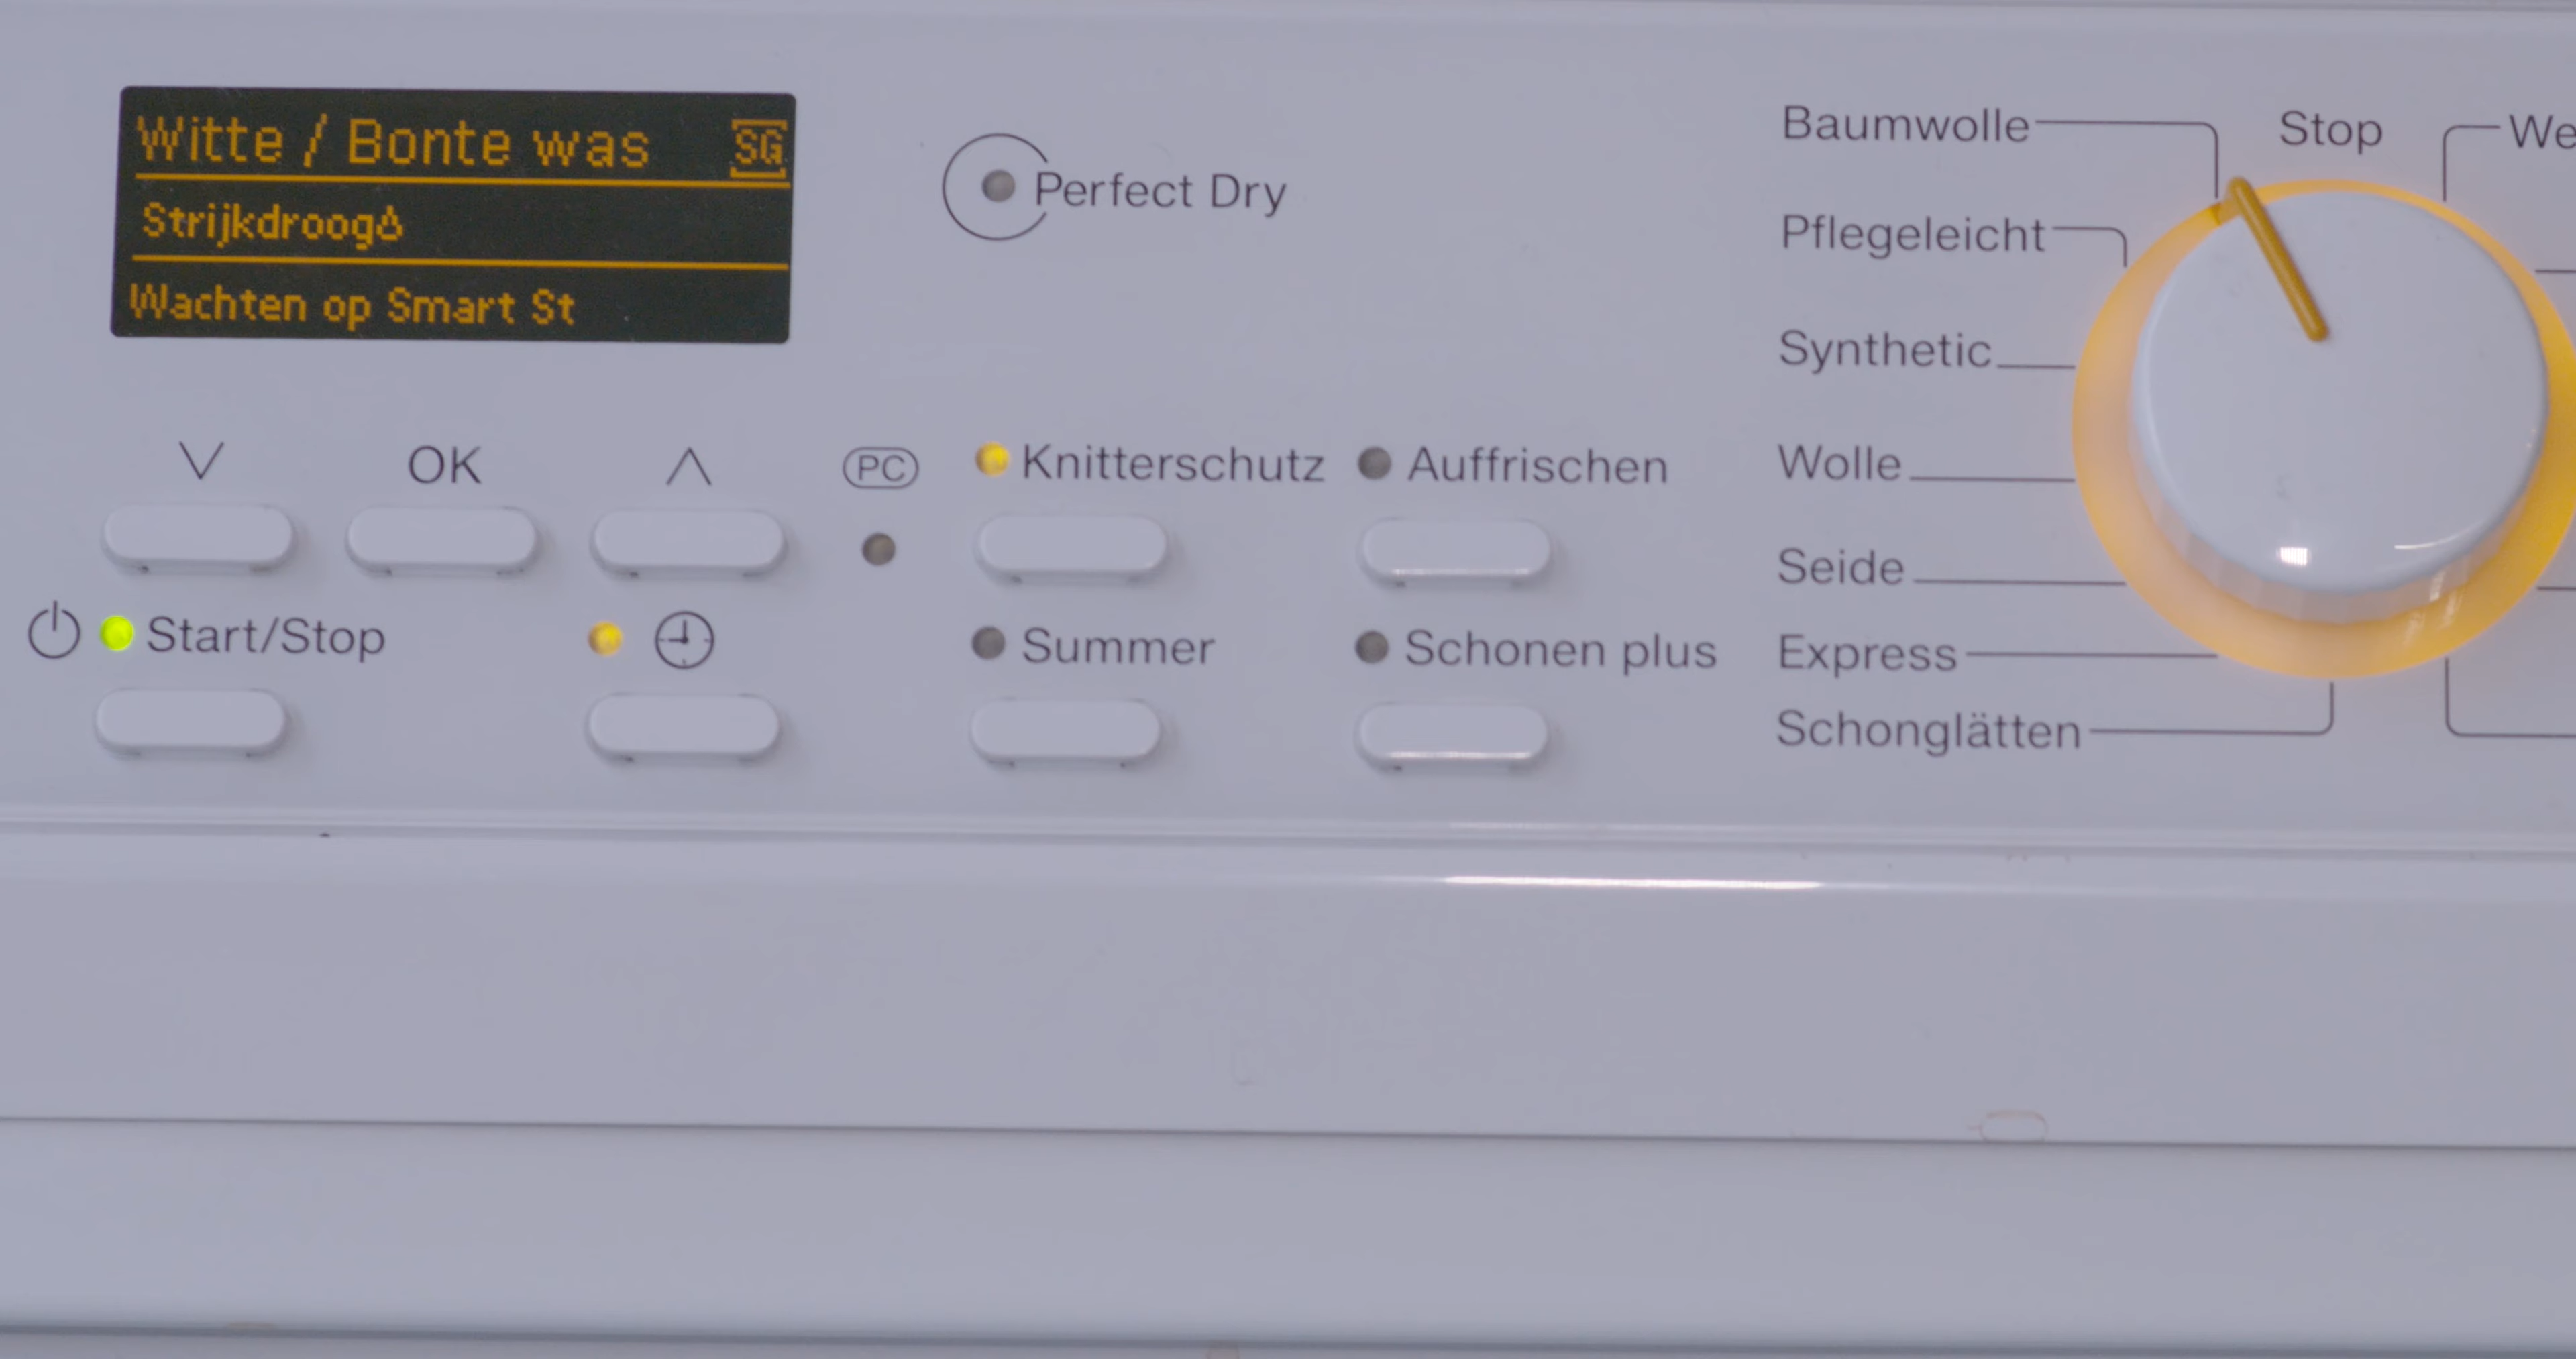 Witte / Bonte was SG
Strijkdroog
Wachten op Smart St
Perfect Dry
OK
PC
Knitterschutz
Auffrischen
Start/Stop
Summer
Schonen plus
Baumwolle
Pflegeleicht
Synthetic
Wolle
Seide
Express
Schonglätten
Stop
We